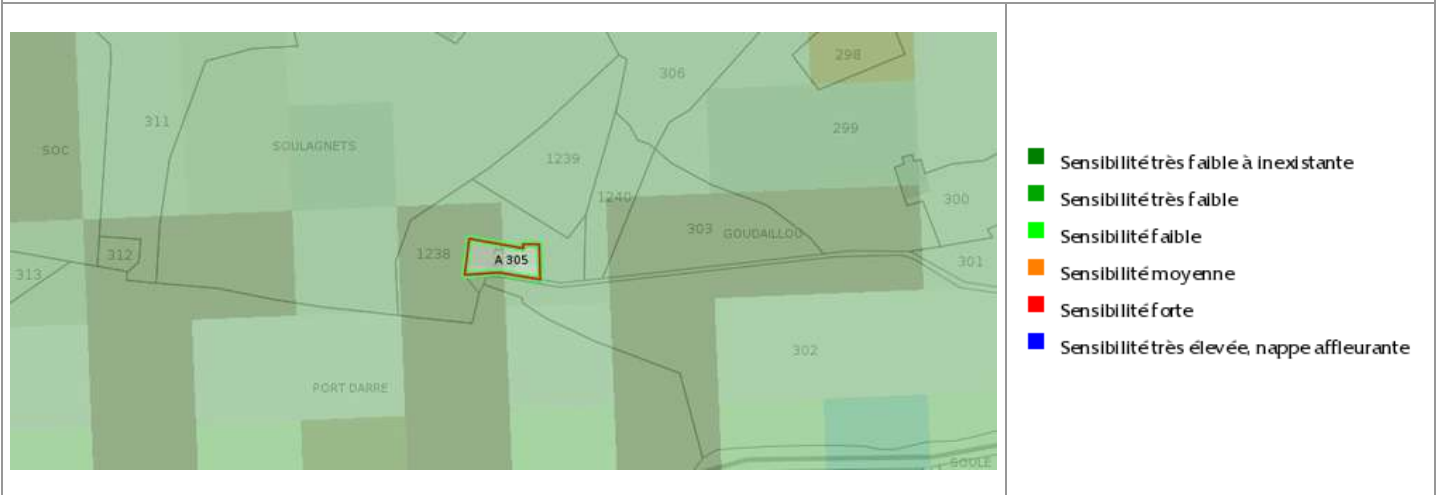 298
306
311
299
SOULAGNETS
SOC
1239
1240
300
303
GOUDAILLOU
1238
312
A 305
301
313
302
PORT DARRE
GOULE
Sensibilité très faible à inexistante
Sensibilité très faible
Sensibilité faible
Sensibilité moyenne
Sensibilité forte
Sensibilité très élevée, nappe affleurante